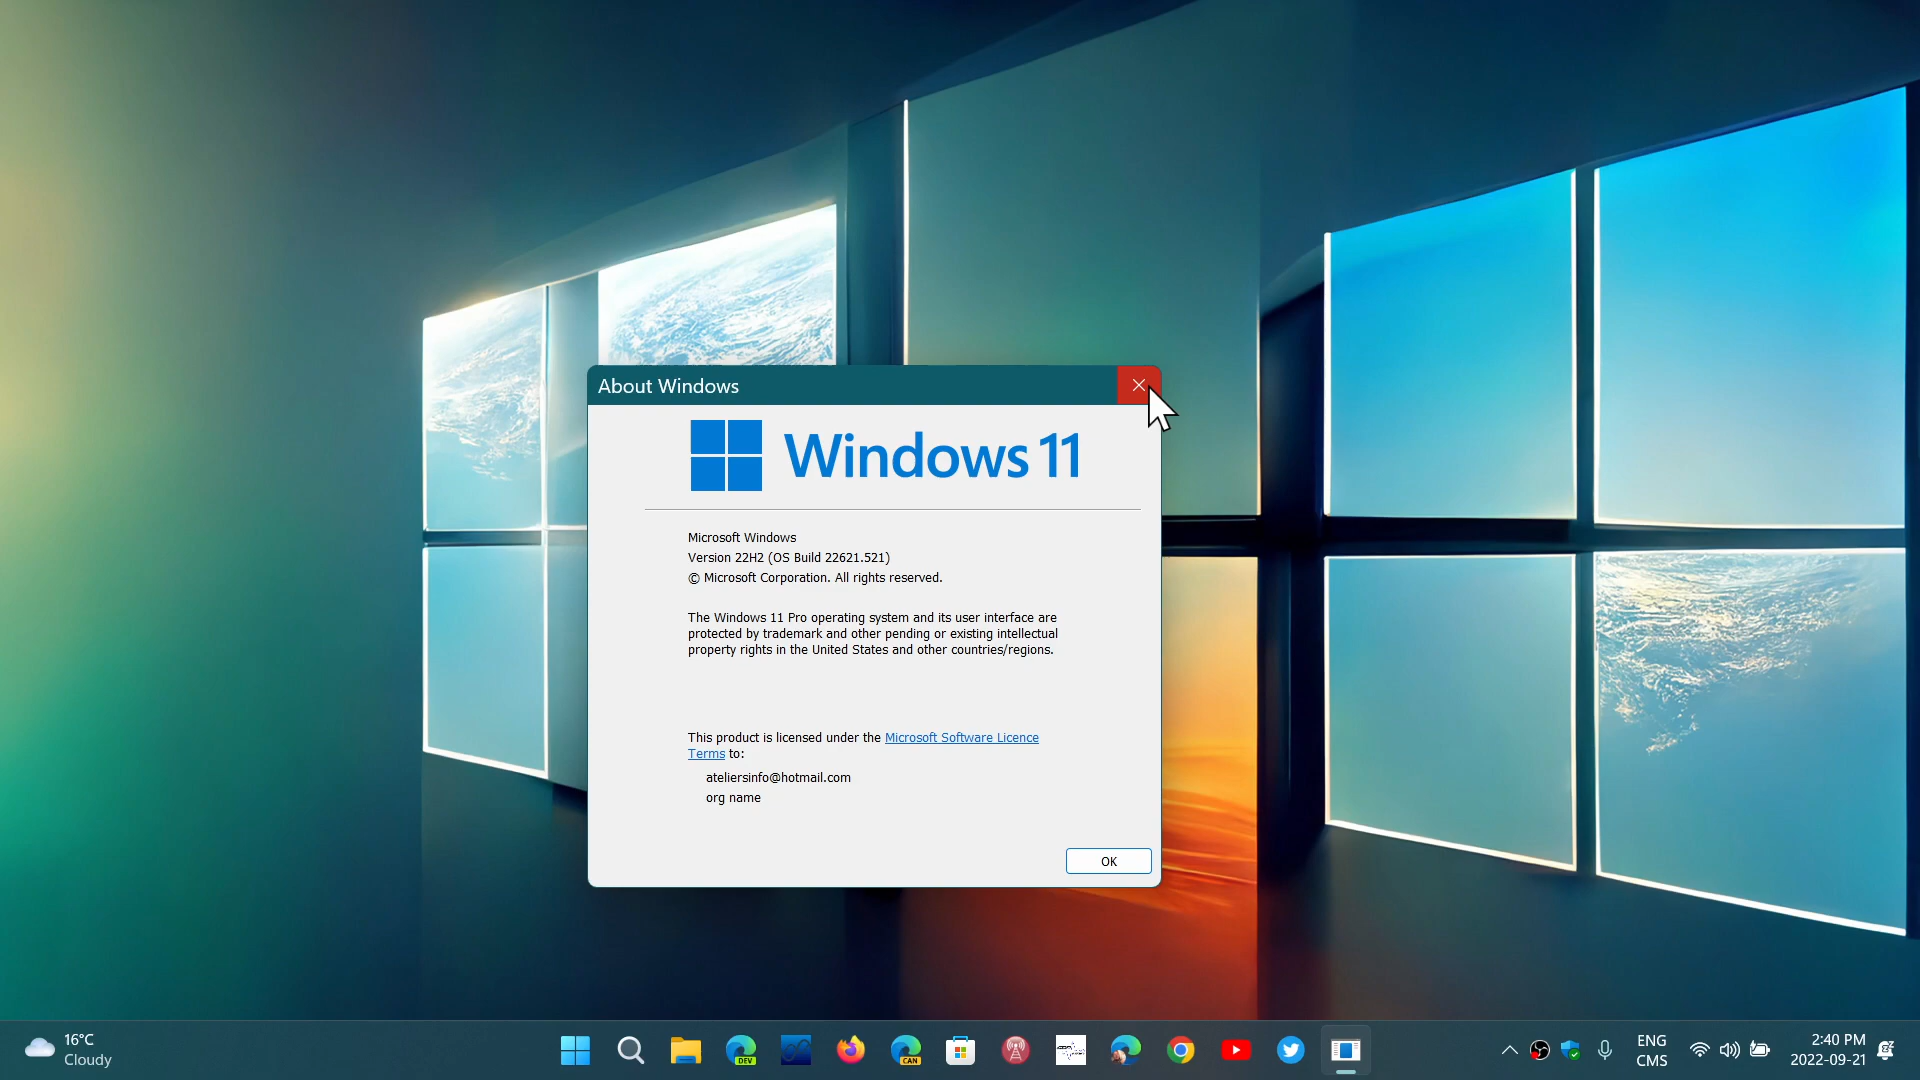 About Windows
Windows 11
Microsoft Windows
Version 22H2 (OS Build 22621.521)
© Microsoft Corporation. All rights reserved.
The Windows 11 Pro operating system and its user interface are
protected by trademark and other pending or existing intellectual
property rights in the United States and other countries/regions.
This product is licensed under the Microsoft Software Licence
Terms to:
ateliersinfo@hotmail.com
org name
OK
16°C
Cloudy
DEV
CAN
ENG
CMS
2:40 PM
2022-09-21